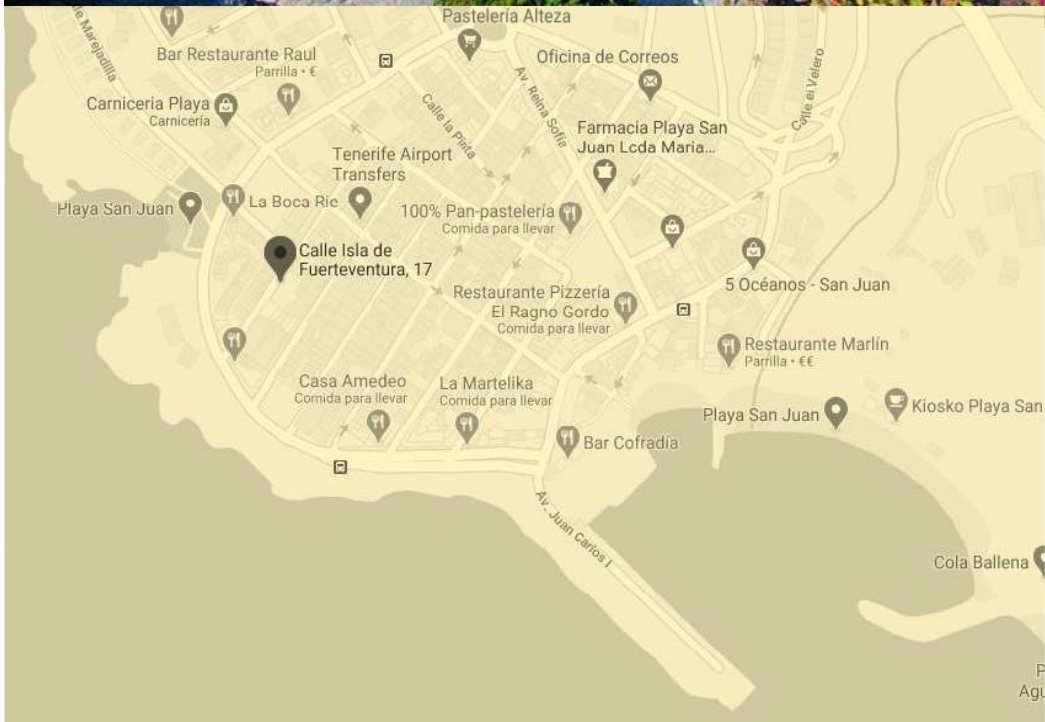 Pastelería Alteza
Bar Restaurante Raul
Parrilla • €
Oficina de Correos
Calle el Velero
Marejadilla
Av. Reina Sofía
Carniceria Playa
Carnicería
Calle la Pinta
Farmacia Playa San
Juan Lcda Maria...
Tenerife Airport
Transfers
La Boca Ric
Playa San Juan
100% Pan-pastelería
Comida para llevar
Calle Isla de
Fuerteventura, 17
5 Océanos - San Juan
Restaurante Pizzería
El Ragno Gordo
Comida para llevar
Restaurante Marlín
Parrilla • €€
Casa Amedeo
Comida para llevar
La Martelika
Comida para llevar
Kiosko Playa San
Playa San Juan
Bar Cofradía
Av. Juan Carlos I
Cola Ballena
P
Agu